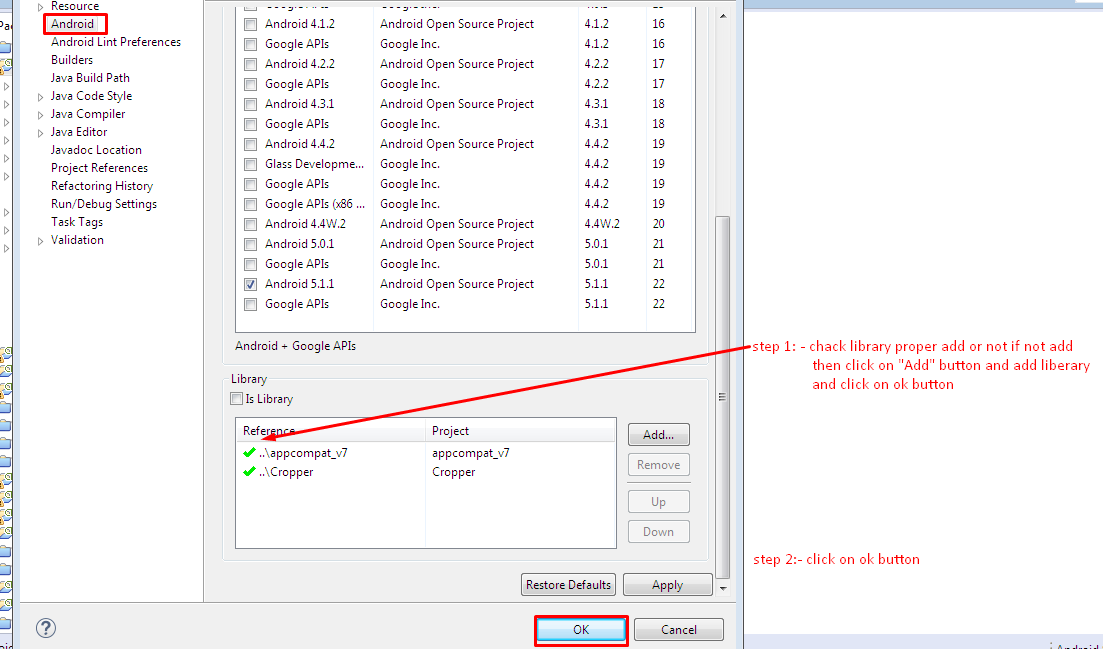 Resource
Android
Android Lint Preferences
Builders
Java Build Path
Java Code Style
Java Compiler
Java Editor
Javadoc Location
Project References
Refactoring History
Run/Debug Settings
Task Tags
Validation
Android 4.1.2 Android Open Source Project 4.1.2 16
Google APIs Google Inc. 4.1.2 16
Android 4.2.2 Android Open Source Project 4.2.2 17
Google APIs Google Inc. 4.2.2 17
Android 4.3.1 Android Open Source Project 4.3.1 18
Google APIs Google Inc. 4.3.1 18
Android 4.4.2 Android Open Source Project 4.4.2 19
Glass Developme... Google Inc. 4.4.2 19
Google APIs Google Inc. 4.4.2 19
Google APIs (x86 ... Google Inc. 4.4.2 19
Android 4.4W.2 Android Open Source Project 4.4W.2 20
Android 5.0.1 Android Open Source Project 5.0.1 21
Google APIs Google Inc. 5.0.1 21
Android 5.1.1 Android Open Source Project 5.1.1 22
Google APIs Google Inc. 5.1.1 22
Android + Google APIs
Library
Is Library
Reference Project
..\appcompat_v7 appcompat_v7
..\Cropper Cropper
Add...
Remove
Up
Down
Restore Defaults Apply
OK Cancel
step 1: - chack library proper add or not if not add
then click on "Add" button and add liberary
and click on ok button
step 2:- click on ok button